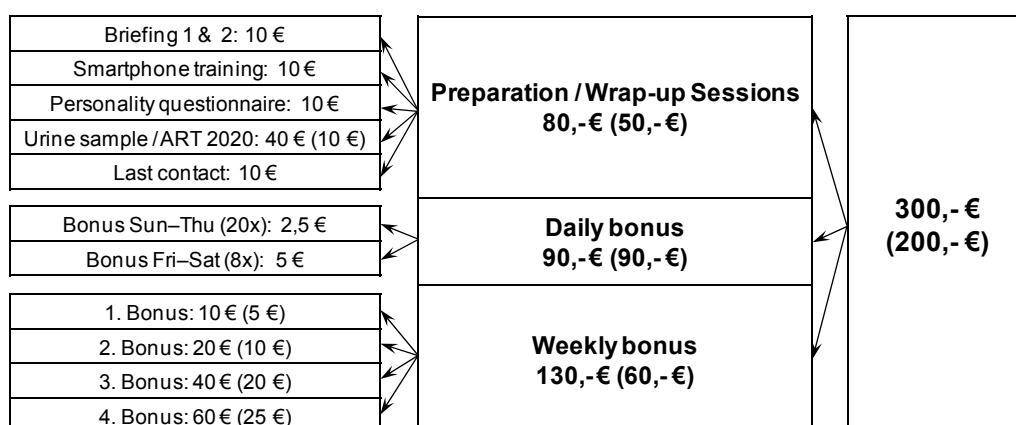 Briefing 1 & 2: 10 €
Smartphone training: 10 €
Personality questionnaire: 10 €
Urine sample / ART 2020: 40 € (10 €)
Last contact: 10 €
Preparation / Wrap-up Sessions
80,-€ (50,-€)
Bonus Sun–Thu (20x): 2,5 €
Bonus Fri–Sat (8x): 5 €
Daily bonus
90,-€ (90,-€)
1. Bonus: 10 € (5 €)
2. Bonus: 20 € (10 €)
3. Bonus: 40 € (20 €)
4. Bonus: 60 € (25 €)
Weekly bonus
130,-€ (60,-€)
300,-€
(200,-€)